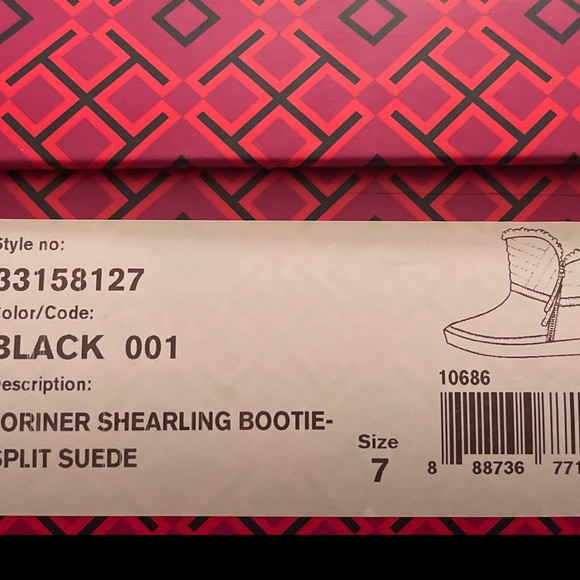 Style no:
33158127
Color/Code:
BLACK 001
Description:
ORINER SHEARLING BOOTIE-
SPLIT SUEDE
Size
7
10686
8 88736 771